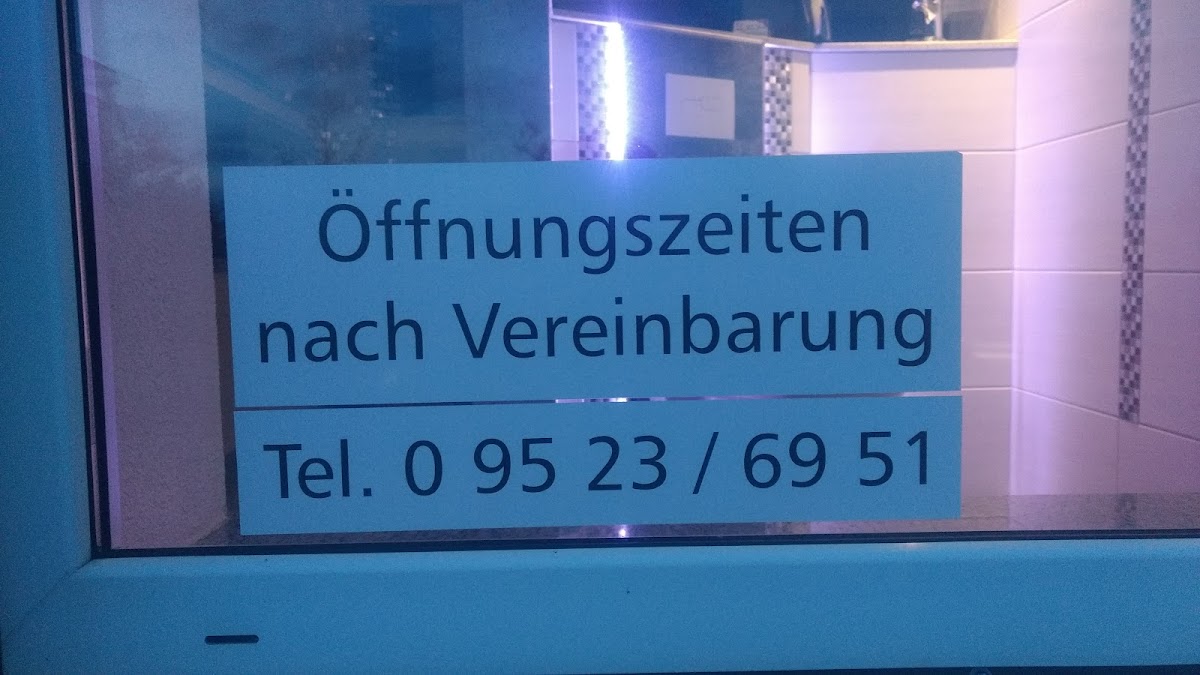 Öffnungszeiten
nach Vereinbarung
Tel. 0 95 23 / 69 51